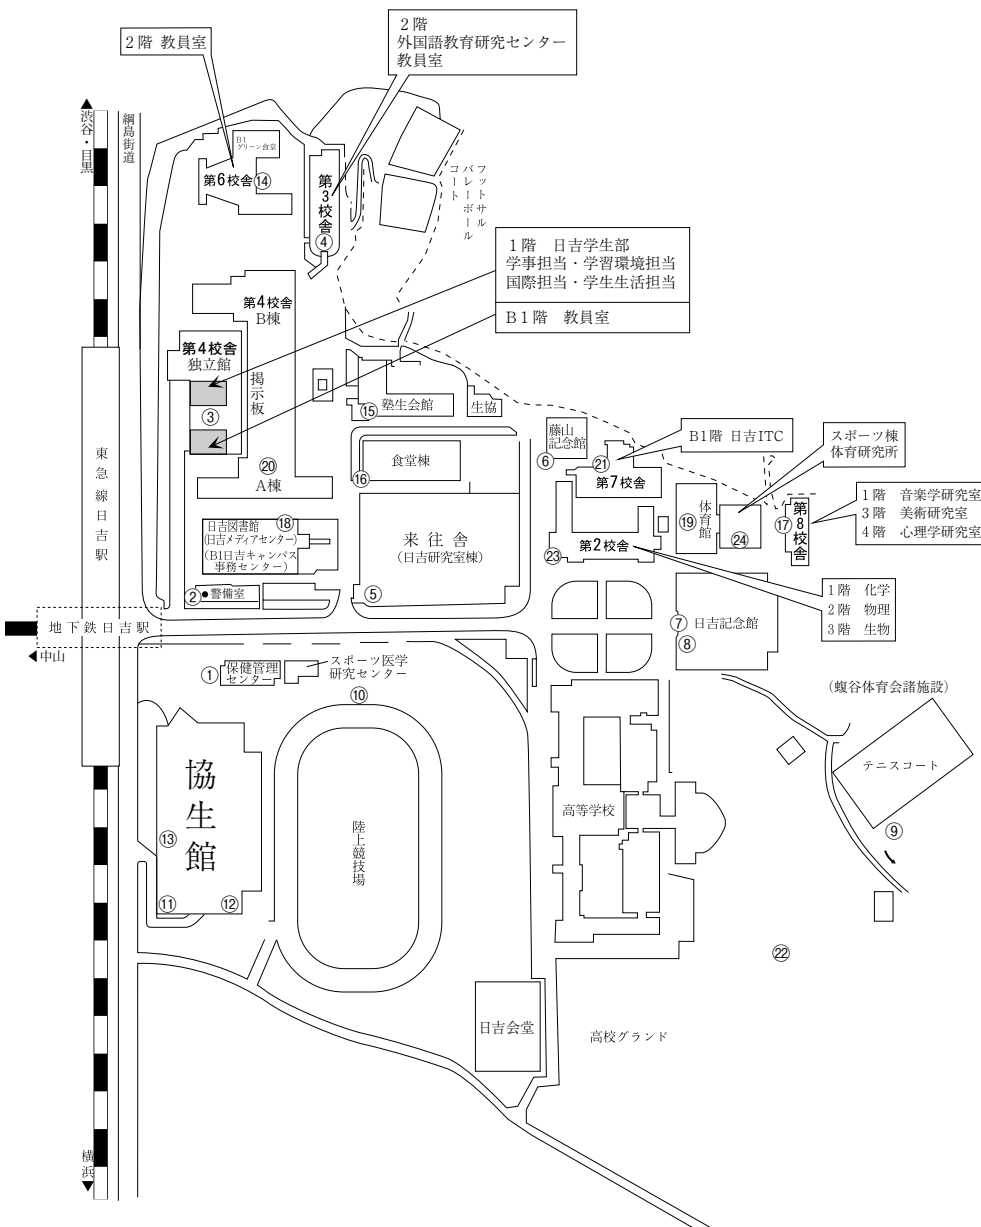 2階 教員室
2階
外国語教育研究センター
教員室
渋谷・目黒
綱島街道
B1
グリーン食堂
第6校舎⑭
第3校舎
④
フットサル
バレーボール
コート
1階 日吉学生部
学事担当・学習環境担当
国際担当・学生生活担当
B1階 教員室
第4校舎
B棟
第4校舎
独立館
③
掲示板
⑮
塾生会館
生協
藤山
記念館
⑥
B1階 日吉ITC
㉑
第7校舎
スポーツ棟
体育研究所
東急線日吉駅
⑳
A棟
食堂棟
⑯
日吉図書館
⑱
(日吉メディアセンター)
(B1日吉キャンパス
事務センター)
来往舎
(日吉研究室棟)
⑤
㉓
第2校舎
⑲
体育館
㉔
⑰
第8校舎
1階 音楽学研究室
3階 美術研究室
4階 心理学研究室
②
警備室
1階 化学
2階 物理
3階 生物
地下鉄日吉駅
中山
⑦
日吉記念館
⑧
①
保健管理
センター
スポーツ医学
研究センター
⑩
(蝮谷体育会諸施設)
テニスコート
⑨
協生館
⑬
⑪
⑫
陸上競技場
高等学校
㉒
日吉会堂
高校グランド
横浜